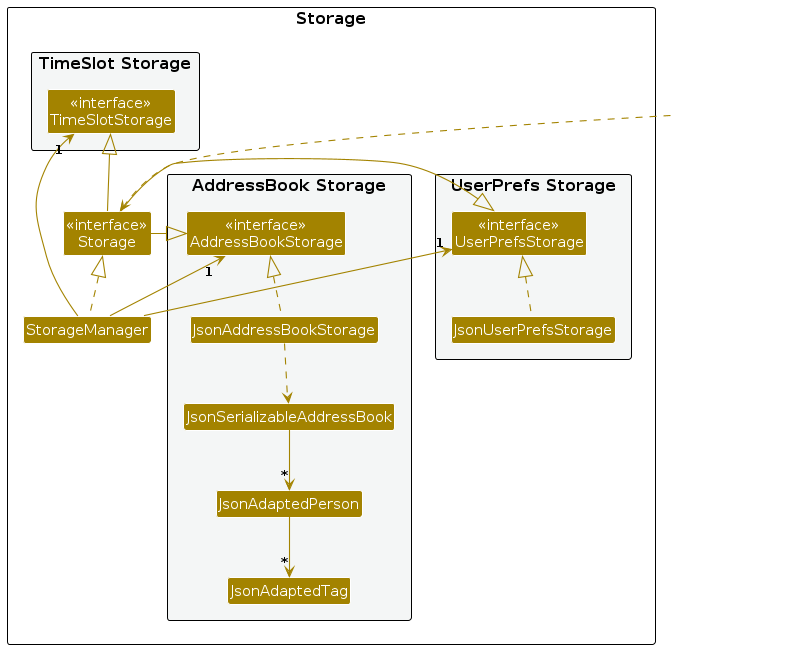 Storage
TimeSlot Storage
«interface»
TimeSlotStorage
1
AddressBook Storage
UserPrefs Storage
«interface»
Storage
«interface»
AddressBookStorage
«interface»
UserPrefsStorage
1
1
StorageManager
JsonAddressBookStorage
JsonUserPrefsStorage
JsonSerializableAddressBook
*
JsonAdaptedPerson
*
JsonAdaptedTag